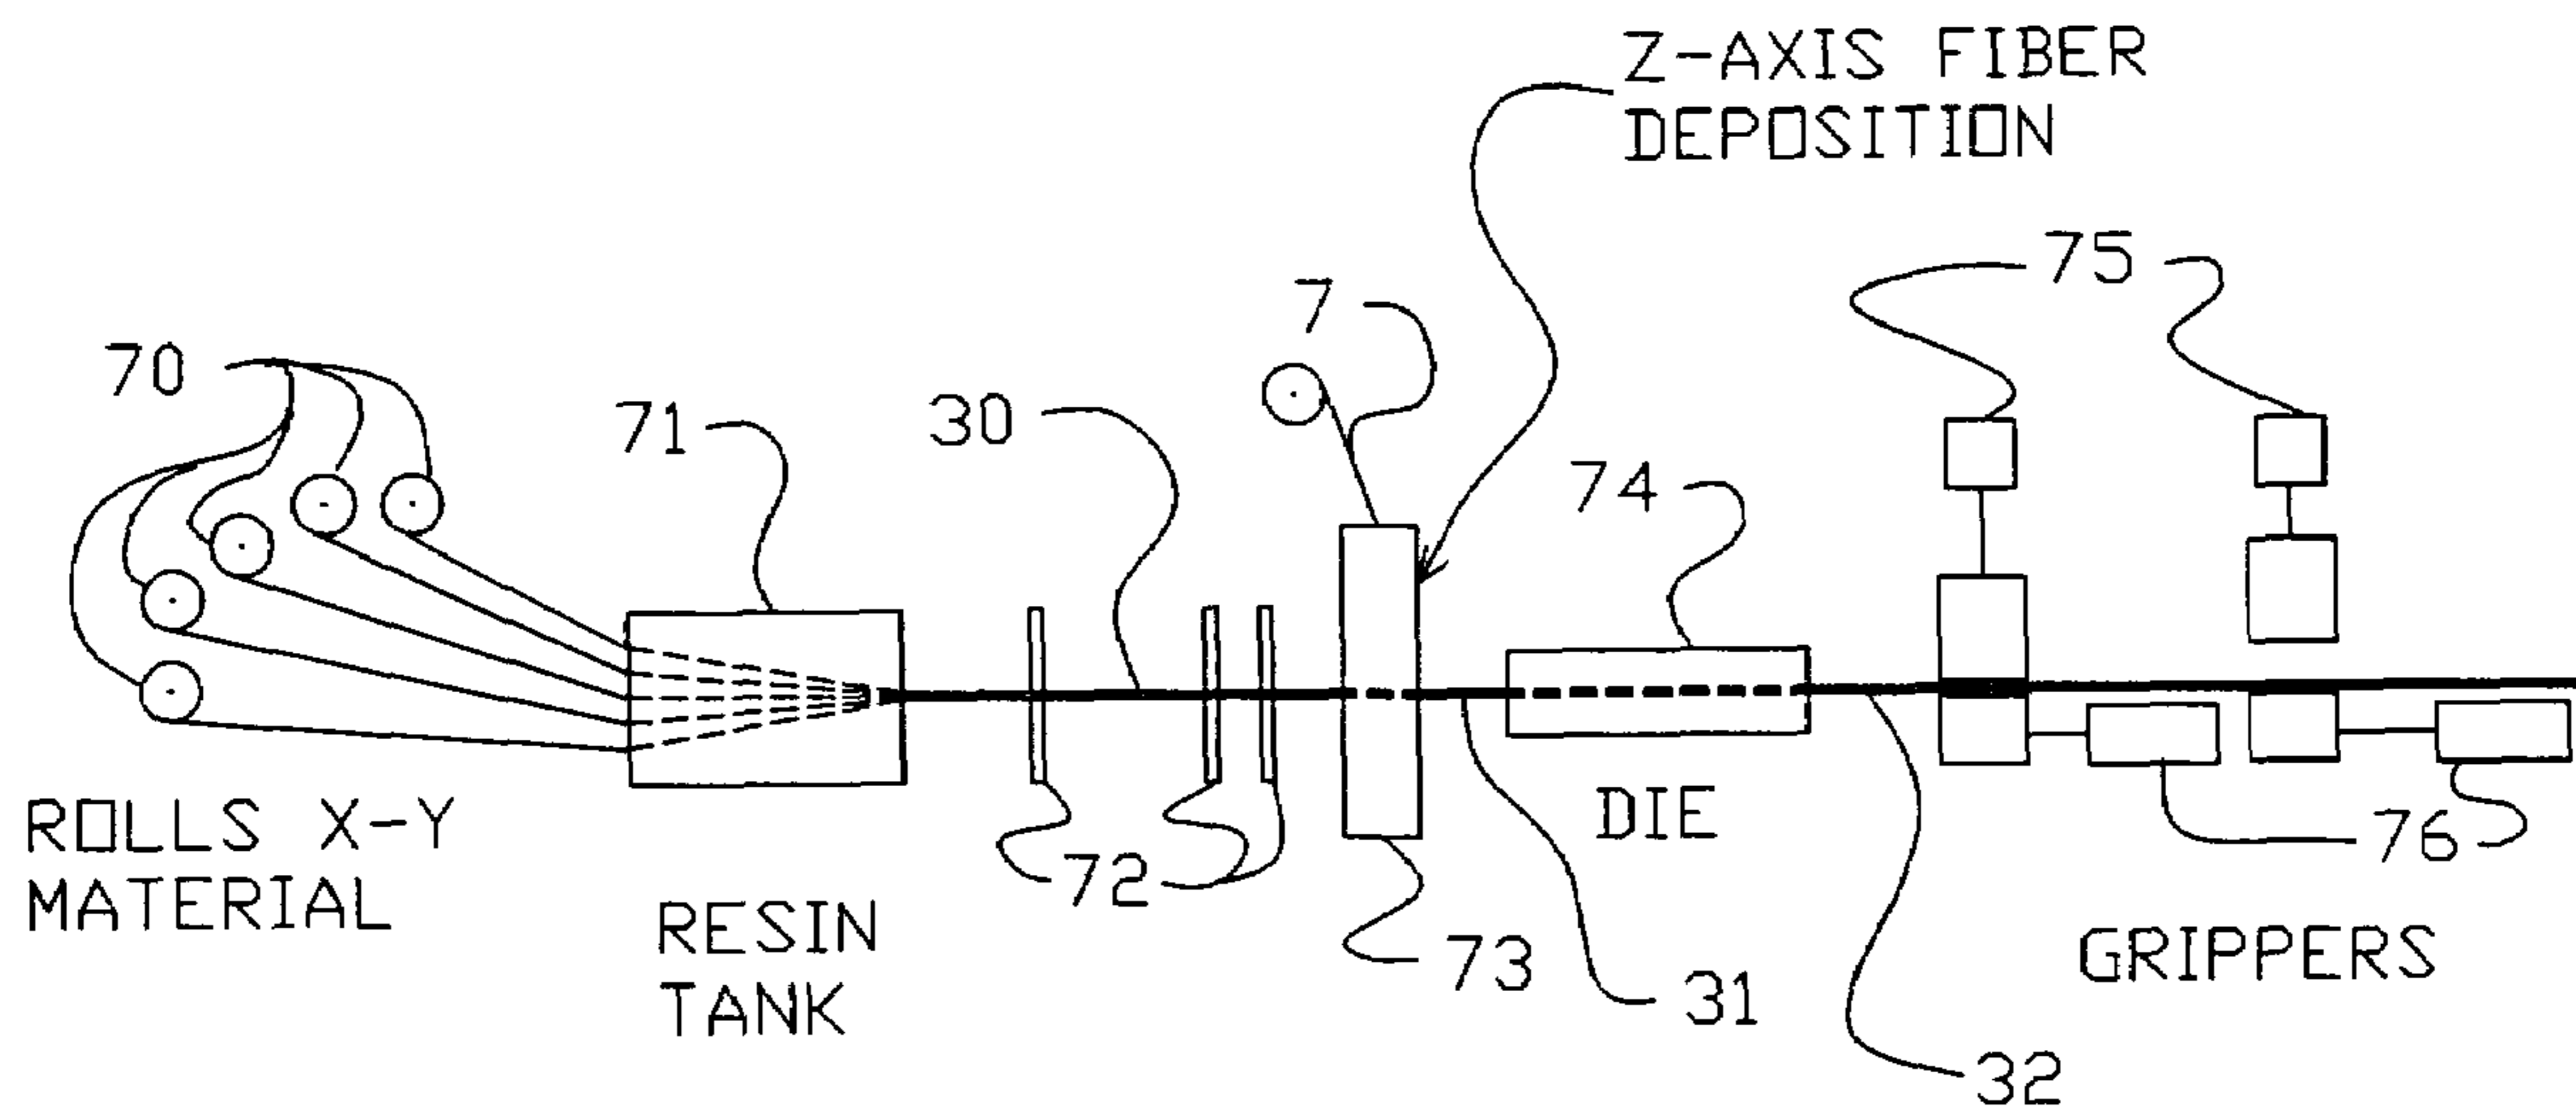 Z-AXIS FIBER
DEPOSITION
75
7
70
71
30
74
DIE
76
ROLLS X-Y
MATERIAL
72
RESIN
TANK
73
31
GRIPPERS
32